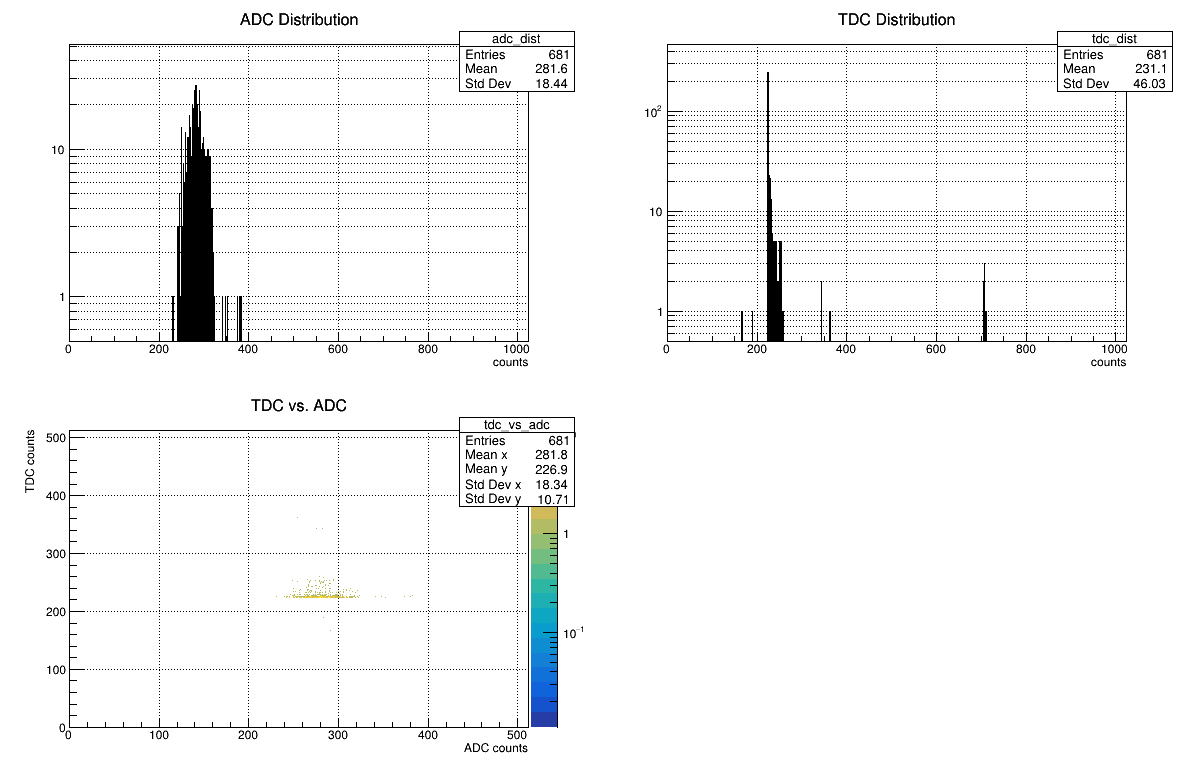 ADC Distribution
adc_dist
Entries 681
Mean 281.6
Std Dev 18.44
10
1
0 200 400 600 800 1000
counts
TDC Distribution
tdc_dist
Entries 681
Mean 231.1
Std Dev 46.03
10²
10
1
0 200 400 600 800 1000
counts
TDC vs. ADC
tdc_vs_adc
Entries 681
Mean x 281.8
Mean y 226.9
Std Dev x 18.34
Std Dev y 10.71
TDC counts
500
400
300
200
100
0
0 100 200 300 400 500
ADC counts
1
10⁻¹